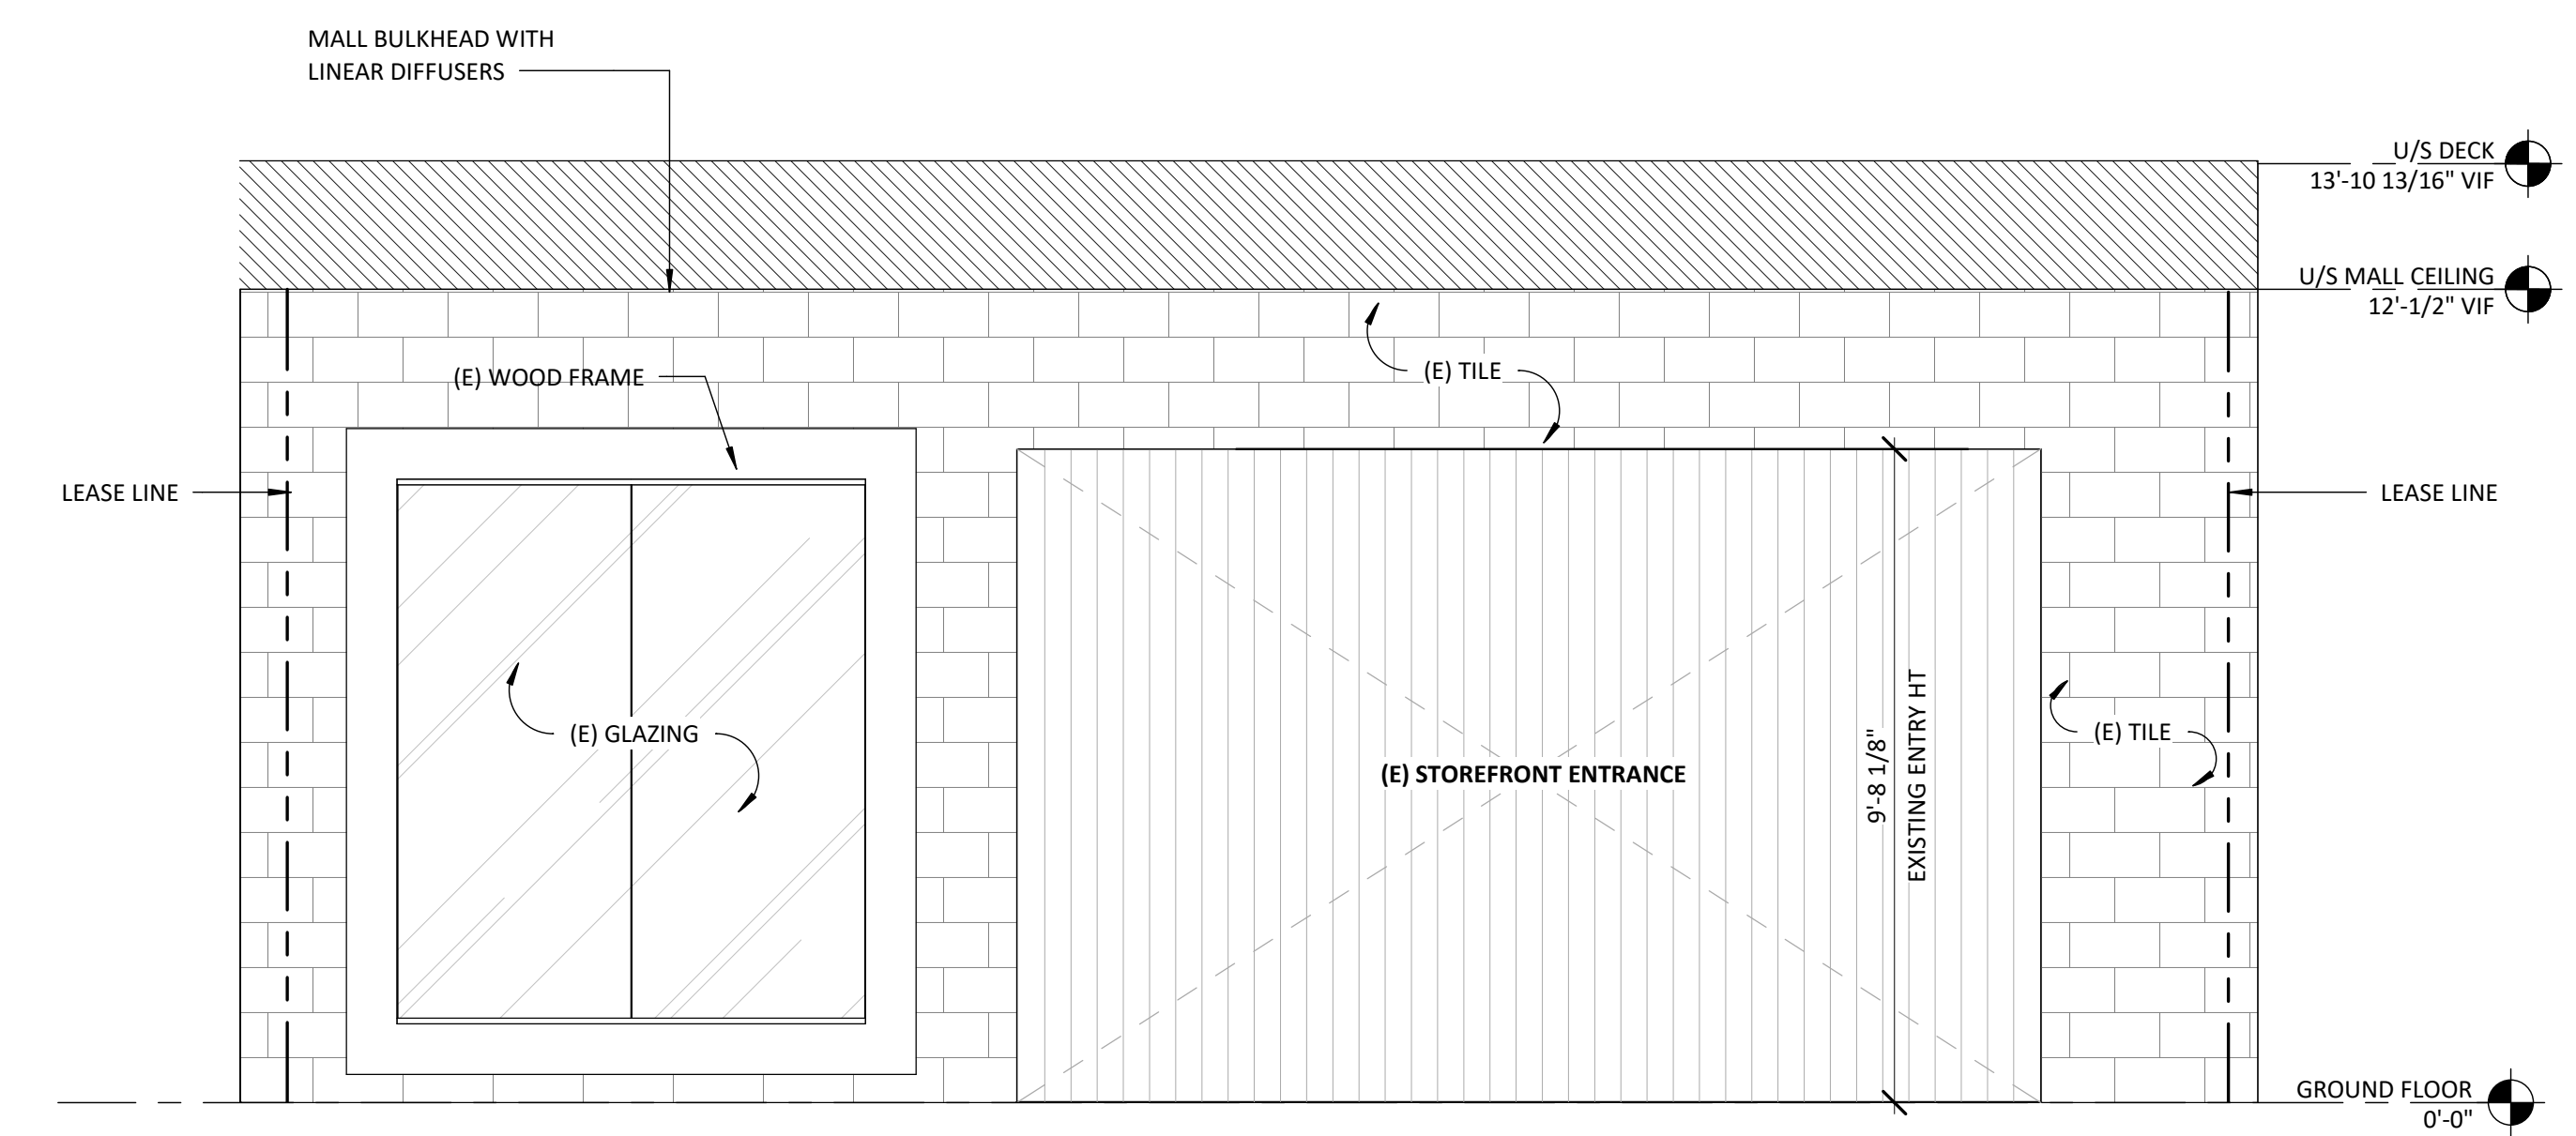 MALL BULKHEAD WITH
LINEAR DIFFUSERS
U/S DECK
13'-10 13/16" VIF
U/S MALL CEILING
12'-1/2" VIF
(E) WOOD FRAME
(E) TILE
LEASE LINE
LEASE LINE
(E) GLAZING
(E) STOREFRONT ENTRANCE
9'-8 1/8"
EXISTING ENTRY HT
(E) TILE
GROUND FLOOR
0'-0"